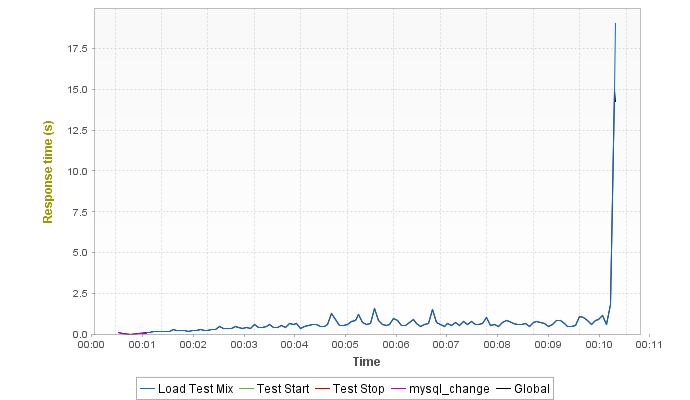 17.5
15.0
12.5
10.0
7.5
5.0
2.5
0.0
Response time (s)
00:00 00:01 00:02 00:03 00:04 00:05 00:06 00:07 00:08 00:09 00:10 00:11
Time
Load Test Mix Test Start Test Stop mysql_change Global